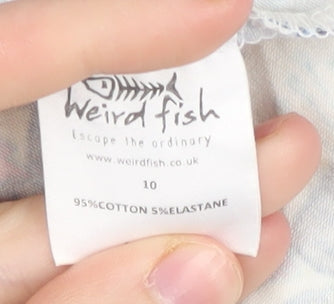 Weird fish
Escape the ordinary
www.weirdfish.co.uk
10
95%COTTON 5%ELASTANE